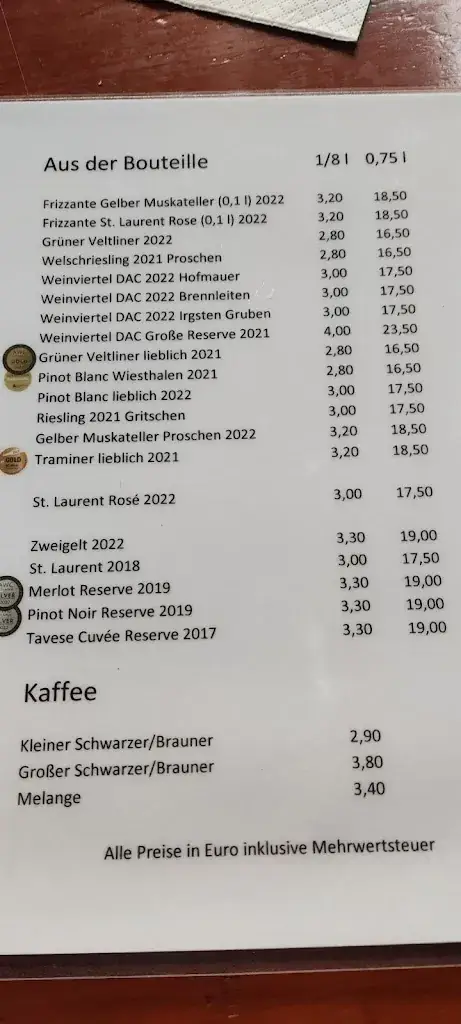 Aus der Bouteille 1/8 l 0,75 l
Frizzante Gelber Muskateller (0,1 l) 2022 3,20 18,50
Frizzante St. Laurent Rose (0,1 l) 2022 3,20 18,50
Grüner Veltliner 2022 2,80 16,50
Welschriesling 2021 Proschen 2,80 16,50
Weinviertel DAC 2022 Hofmauer 3,00 17,50
Weinviertel DAC 2022 Brennleiten 3,00 17,50
Weinviertel DAC 2022 Irgsten Gruben 3,00 17,50
Weinviertel DAC Große Reserve 2021 4,00 23,50
Grüner Veltliner lieblich 2021 2,80 16,50
Pinot Blanc Wiesthalen 2021 2,80 16,50
Pinot Blanc lieblich 2022 3,00 17,50
Riesling 2021 Gritschen 3,00 17,50
Gelber Muskateller Proschen 2022 3,20 18,50
GOLD Traminer lieblich 2021 3,20 18,50
St. Laurent Rosé 2022 3,00 17,50
Zweigelt 2022 3,30 19,00
St. Laurent 2018 3,00 17,50
Merlot Reserve 2019 3,30 19,00
Pinot Noir Reserve 2019 3,30 19,00
Tavese Cuvée Reserve 2017 3,30 19,00
Kaffee
Kleiner Schwarzer/Brauner 2,90
Großer Schwarzer/Brauner 3,80
Melange 3,40
Alle Preise in Euro inklusive Mehrwertsteuer